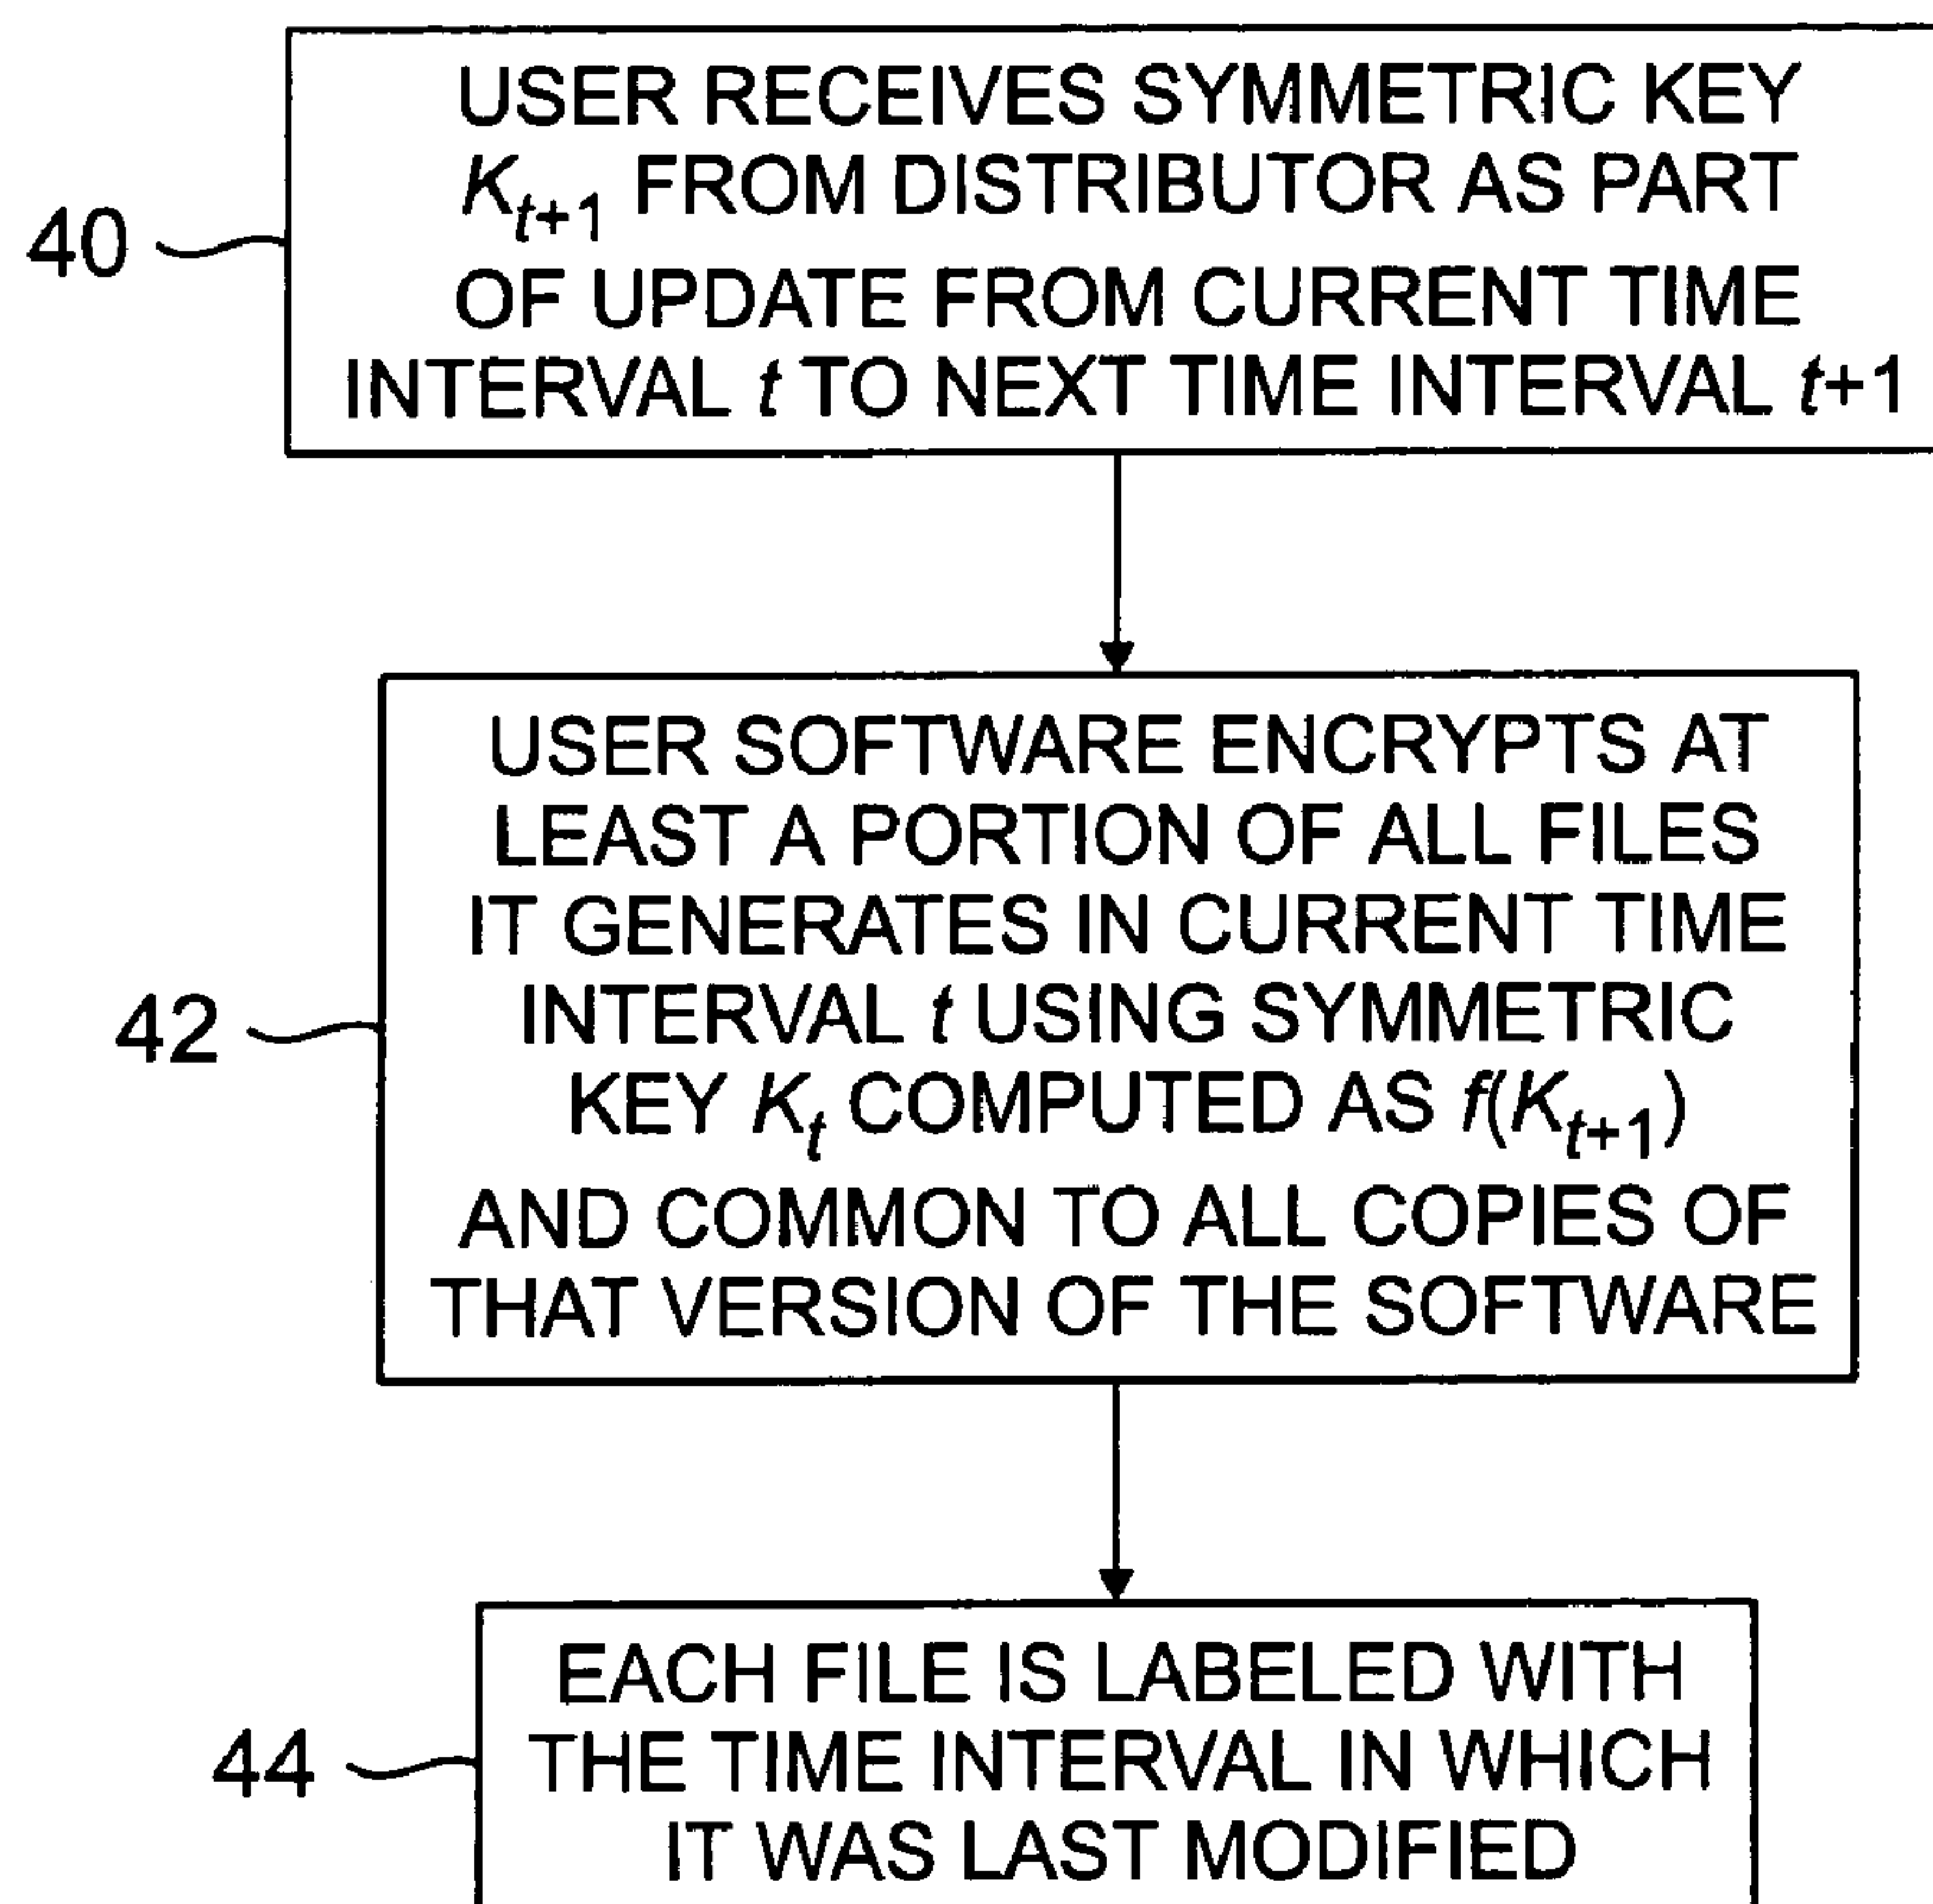 USER RECEIVES SYMMETRIC KEY
K_{t+1} FROM DISTRIBUTOR AS PART
OF UPDATE FROM CURRENT TIME
INTERVAL t TO NEXT TIME INTERVAL t+1
40
USER SOFTWARE ENCRYPTS AT
LEAST A PORTION OF ALL FILES
IT GENERATES IN CURRENT TIME
INTERVAL t USING SYMMETRIC
KEY K_t COMPUTED AS f(K_{t+1})
AND COMMON TO ALL COPIES OF
THAT VERSION OF THE SOFTWARE
42
EACH FILE IS LABELED WITH
THE TIME INTERVAL IN WHICH
IT WAS LAST MODIFIED
44